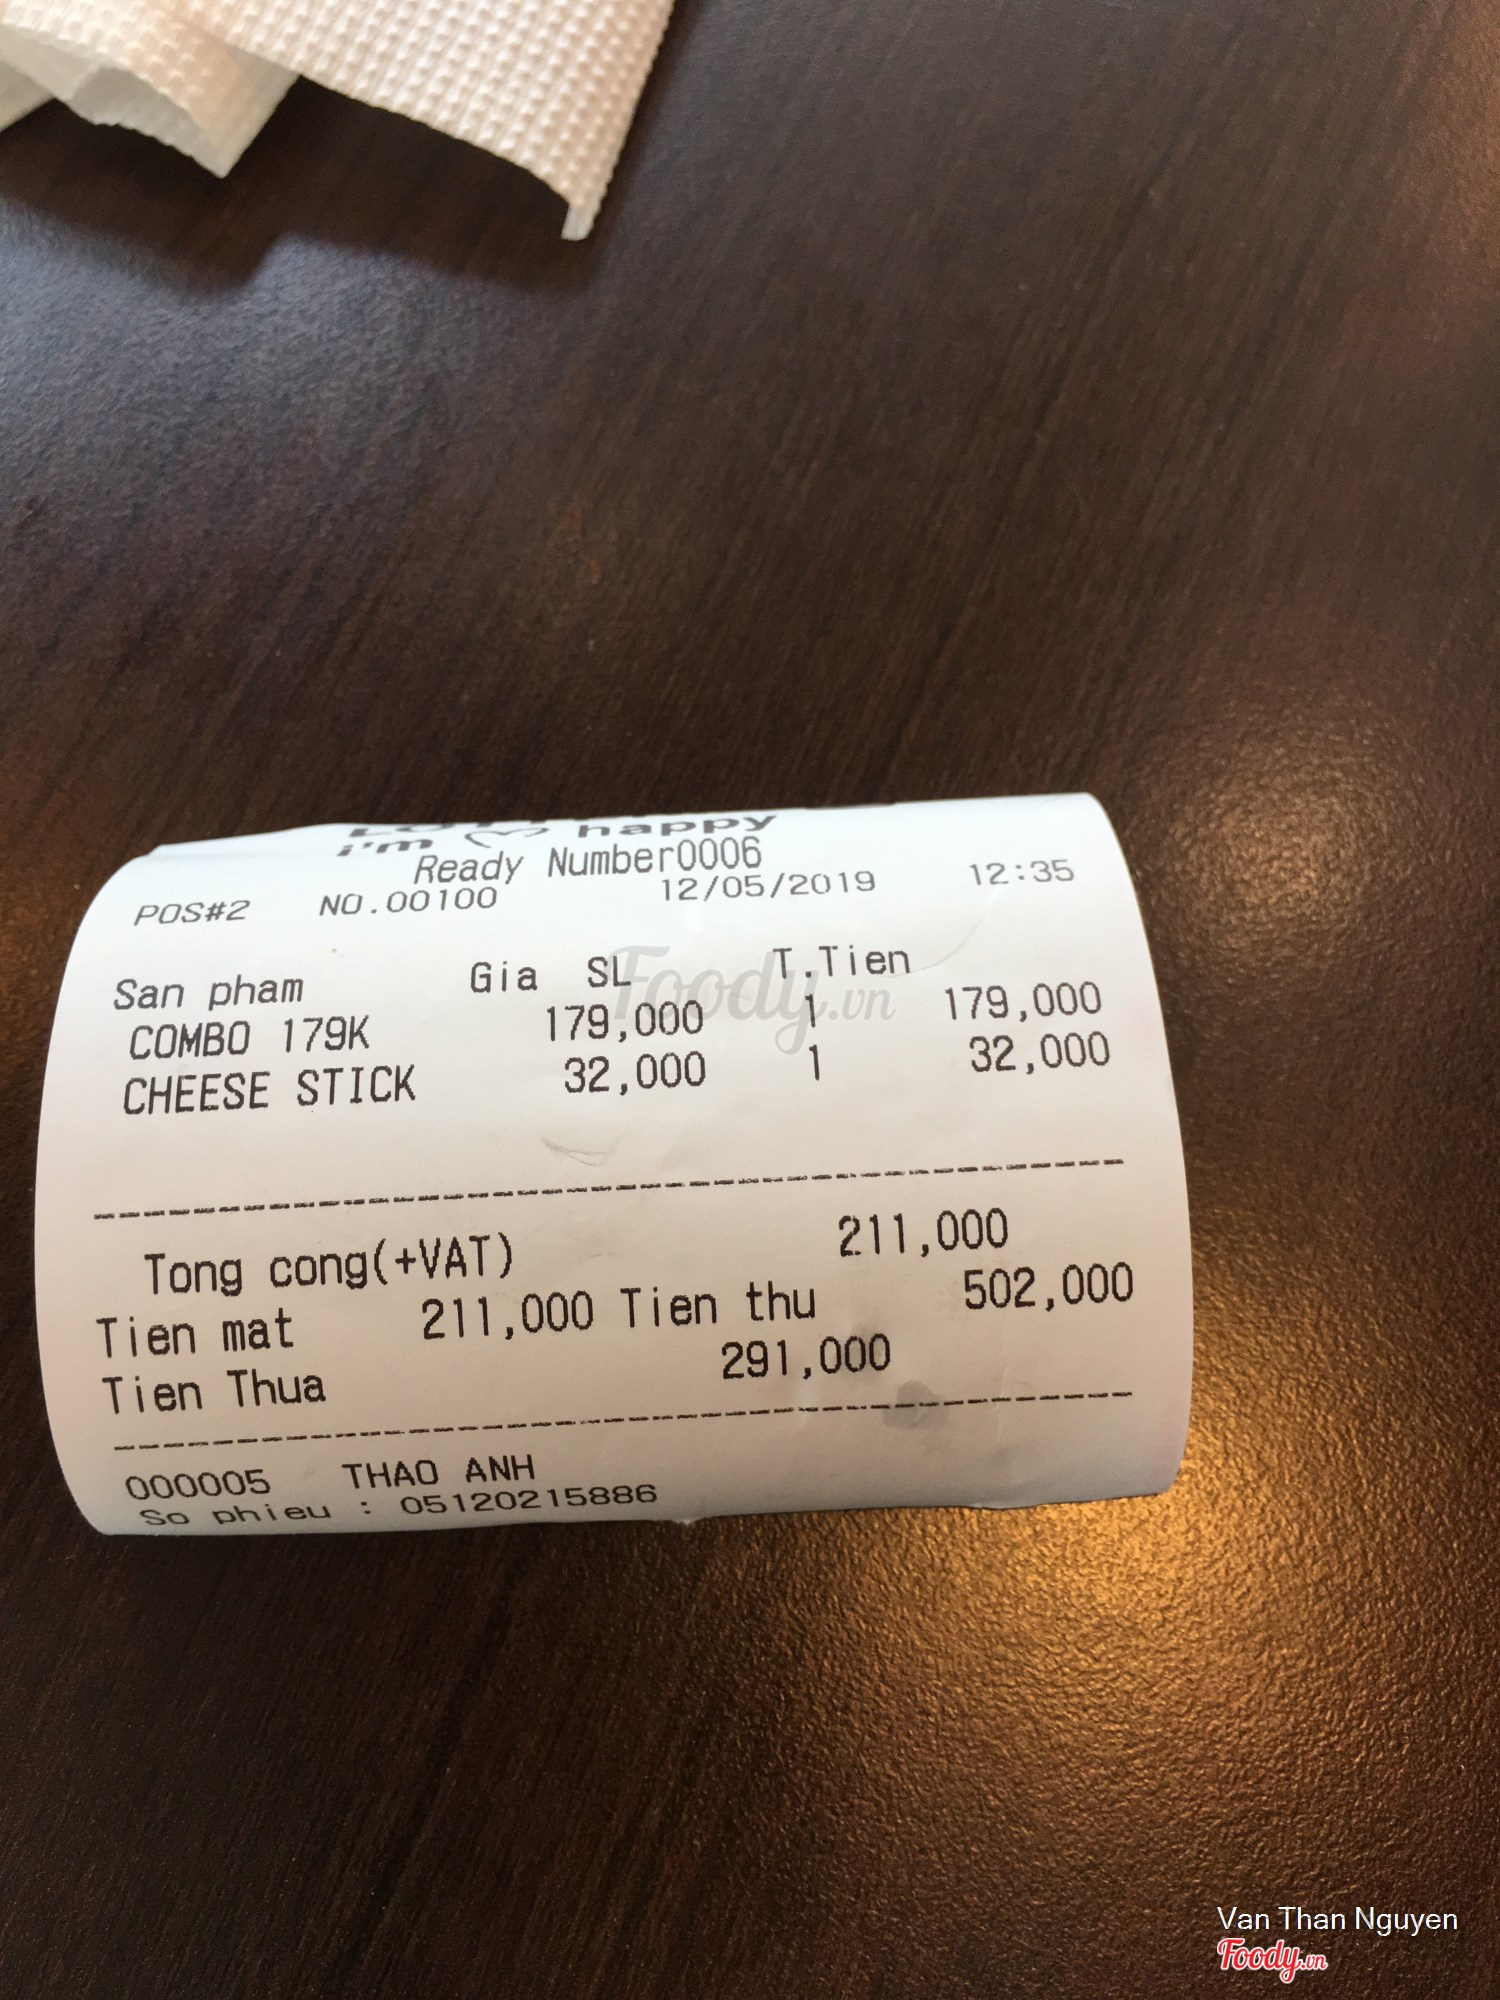 i'm happy
Ready Number0006
POS#2 NO.00100 12/05/2019 12:35
San pham Gia SL T.Tien
COMBO 179K 179,000 1 179,000
CHEESE STICK 32,000 1 32,000
Tong cong(+VAT) 211,000
Tien mat 211,000 Tien thu 502,000
Tien Thua 291,000
000005 THAO ANH
So phieu : 05120215886
Foody.vn
Van Than Nguyen
Foody.vn